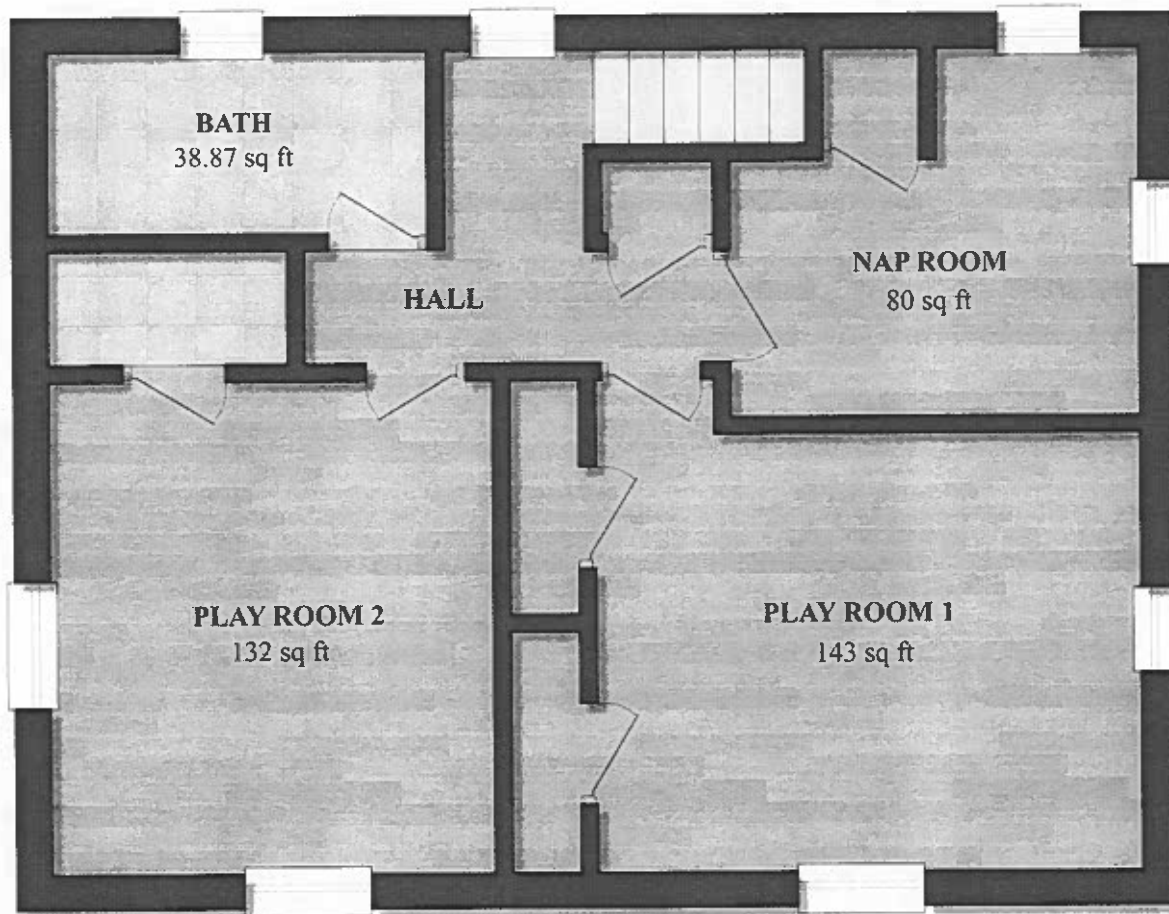 BATH
38.87 sq ft
HALL
NAP ROOM
80 sq ft
PLAY ROOM 2
132 sq ft
PLAY ROOM 1
143 sq ft